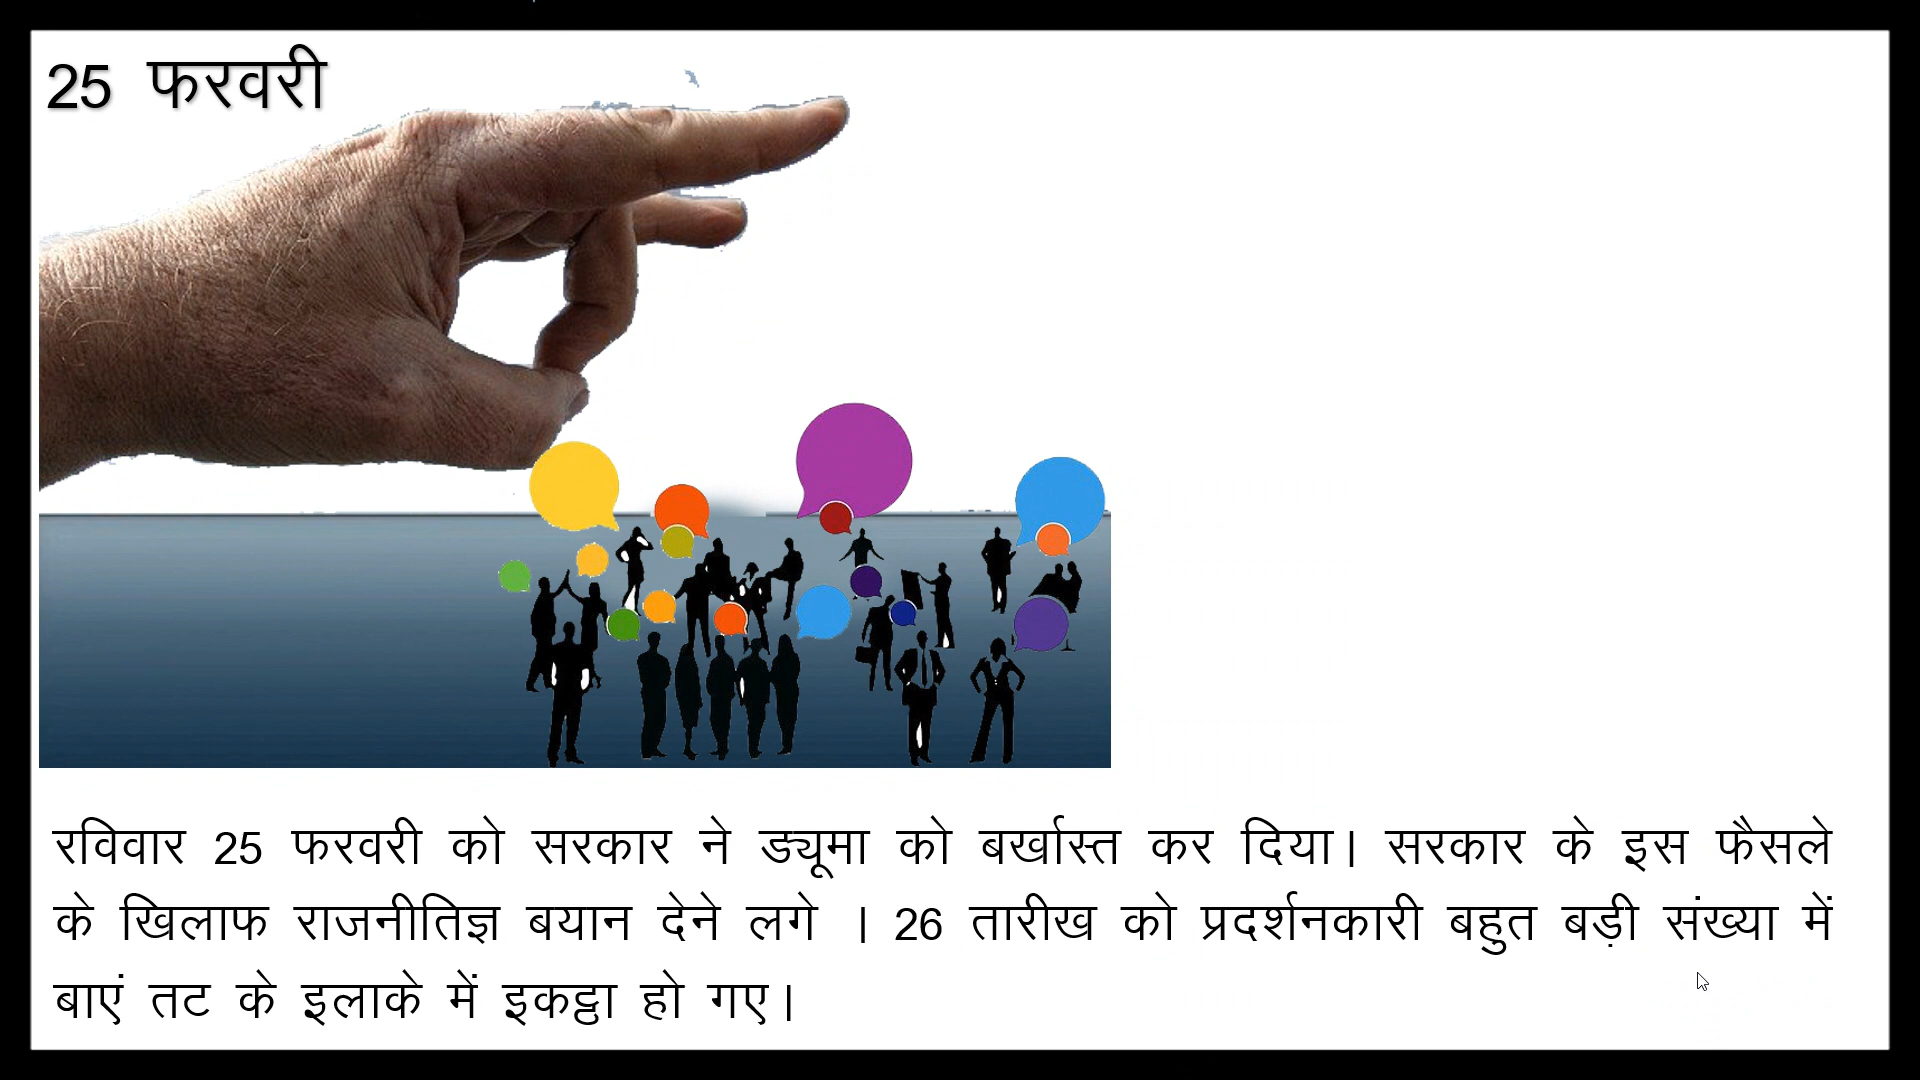 25 फरवरी
रविवार 25 फरवरी को सरकार ने ड्यूमा को बर्खास्त कर दिया। सरकार के इस फैसले
के खिलाफ राजनीतिज्ञ बयान देने लगे । 26 तारीख को प्रदर्शनकारी बहुत बड़ी संख्या में
बाएं तट के इलाके में इकट्ठा हो गए।